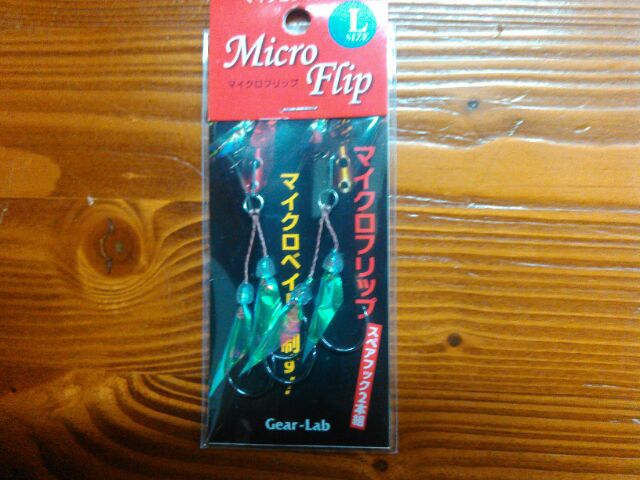 L
SIZE
Micro
Flip
マイクロフリップ
マイクロフリップ
スペアフック2本組
Gear-Lab